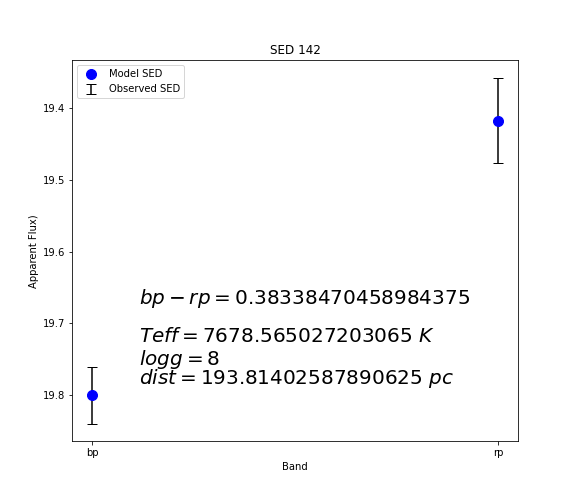 SED 142
Model SED
Observed SED
19.4
19.5
19.6
19.7
19.8
Apparent Flux)
bp − rp = 0.38338470458984375
Teff = 7678.565027203065 K
logg = 8
dist = 193.81402587890625 pc
bp
rp
Band